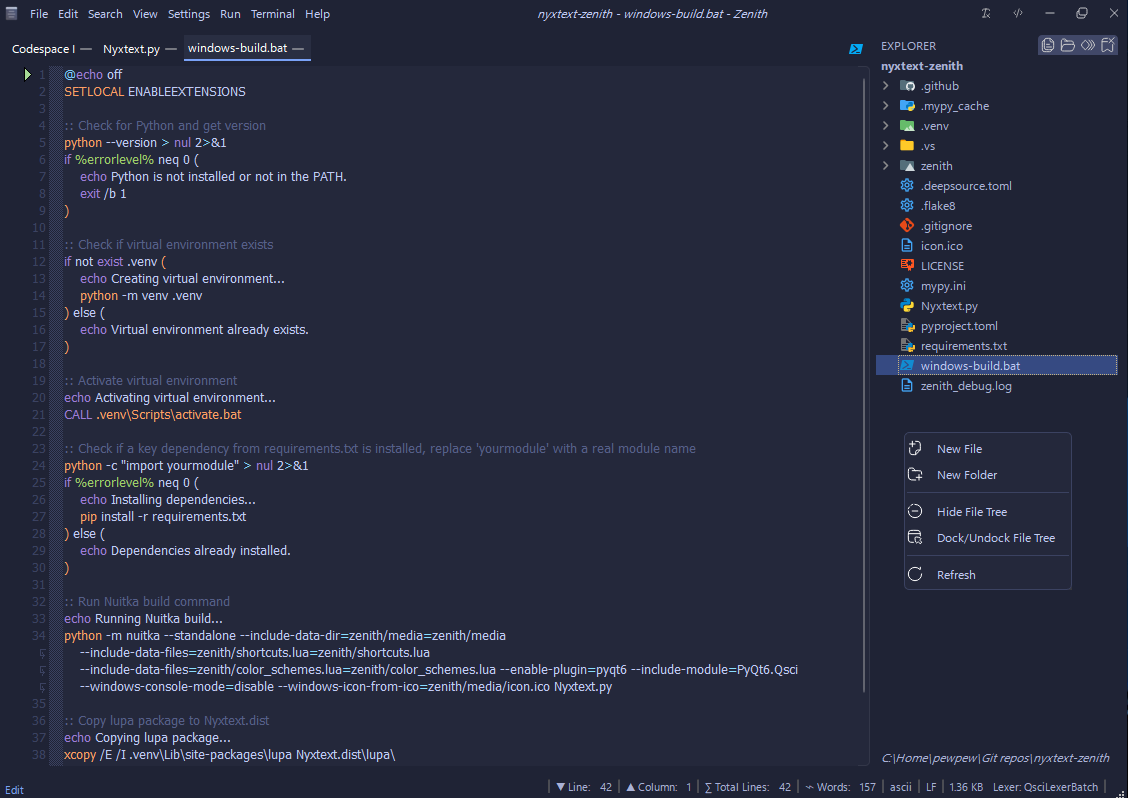 File Edit Search View Settings Run Terminal Help
nyxtext-zenith - windows-build.bat - Zenith
Codespace I
Nyxtext.py
windows-build.bat
1 @echo off
2 SETLOCAL ENABLEEXTENSIONS
3
4 :: Check for Python and get version
5 python --version > nul 2>&1
6 if %errorlevel% neq 0 (
7 echo Python is not installed or not in the PATH.
8 exit /b 1
9 )
10
11 :: Check if virtual environment exists
12 if not exist .venv (
13 echo Creating virtual environment...
14 python -m venv .venv
15 ) else (
16 echo Virtual environment already exists.
17 )
18
19 :: Activate virtual environment
20 echo Activating virtual environment...
21 CALL .venv\Scripts\activate.bat
22
23 :: Check if a key dependency from requirements.txt is installed, replace 'yourmodule' with a real module name
24 python -c "import yourmodule" > nul 2>&1
25 if %errorlevel% neq 0 (
26 echo Installing dependencies...
27 pip install -r requirements.txt
28 ) else (
29 echo Dependencies already installed.
30 )
31
32 :: Run Nuitka build command
33 echo Running Nuitka build...
34 python -m nuitka --standalone --include-data-dir=zenith/media=zenith/media
--include-data-files=zenith/shortcuts.lua=zenith/shortcuts.lua
--include-data-files=zenith/color_schemes.lua=zenith/color_schemes.lua --enable-plugin=pyqt6 --include-module=PyQt6.Qsci
--windows-console-mode=disable --windows-icon-from-ico=zenith/media/icon.ico Nyxtext.py
35
36 :: Copy lupa package to Nyxtext.dist
37 echo Copying lupa package...
38 xcopy /E /I .venv\Lib\site-packages\lupa Nyxtext.dist\lupa\
EXPLORER
nyxtext-zenith
.github
.mypy_cache
.venv
.vs
zenith
.deepsource.toml
.flake8
.gitignore
icon.ico
LICENSE
mypy.ini
Nyxtext.py
pyproject.toml
requirements.txt
windows-build.bat
zenith_debug.log
New File
New Folder
Hide File Tree
Dock/Undock File Tree
Refresh
C:\Home\pewpew\Git repos\nyxtext-zenith
Edit
▼ Line: 42 | ▲ Column: 1 | ∑ Total Lines: 42 | ~ Words: 157 | ascii | LF | 1.36 KB Lexer: QsciLexerBatch |